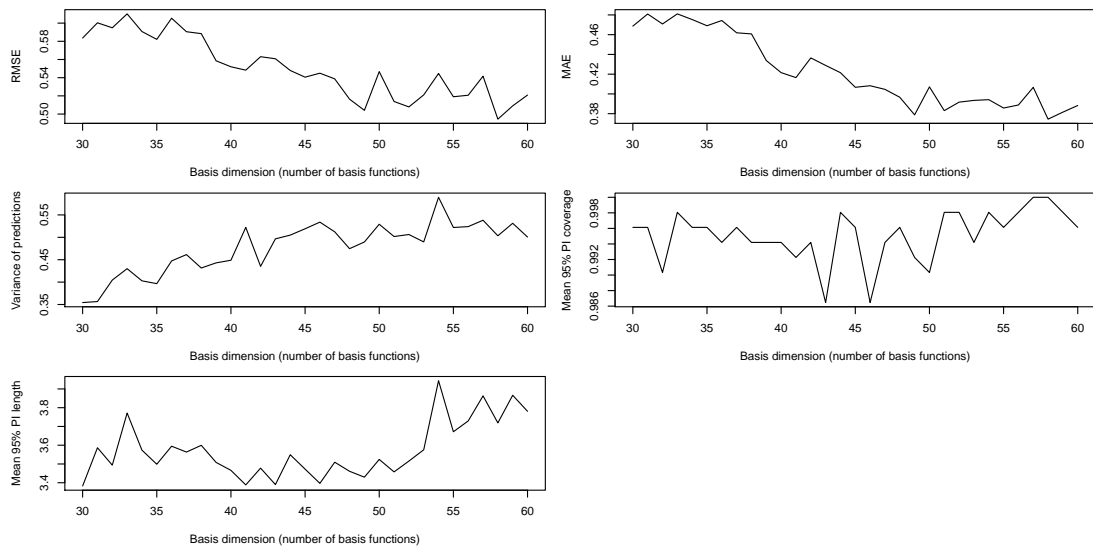 RMSE
0.50 0.54 0.58
30 35 40 45 50 55 60
Basis dimension (number of basis functions)
MAE
0.38 0.42 0.46
30 35 40 45 50 55 60
Basis dimension (number of basis functions)
Variance of predictions
0.35 0.45 0.55
30 35 40 45 50 55 60
Basis dimension (number of basis functions)
Mean 95% PI coverage
0.986 0.992 0.998
30 35 40 45 50 55 60
Basis dimension (number of basis functions)
Mean 95% PI length
3.4 3.6 3.8
30 35 40 45 50 55 60
Basis dimension (number of basis functions)